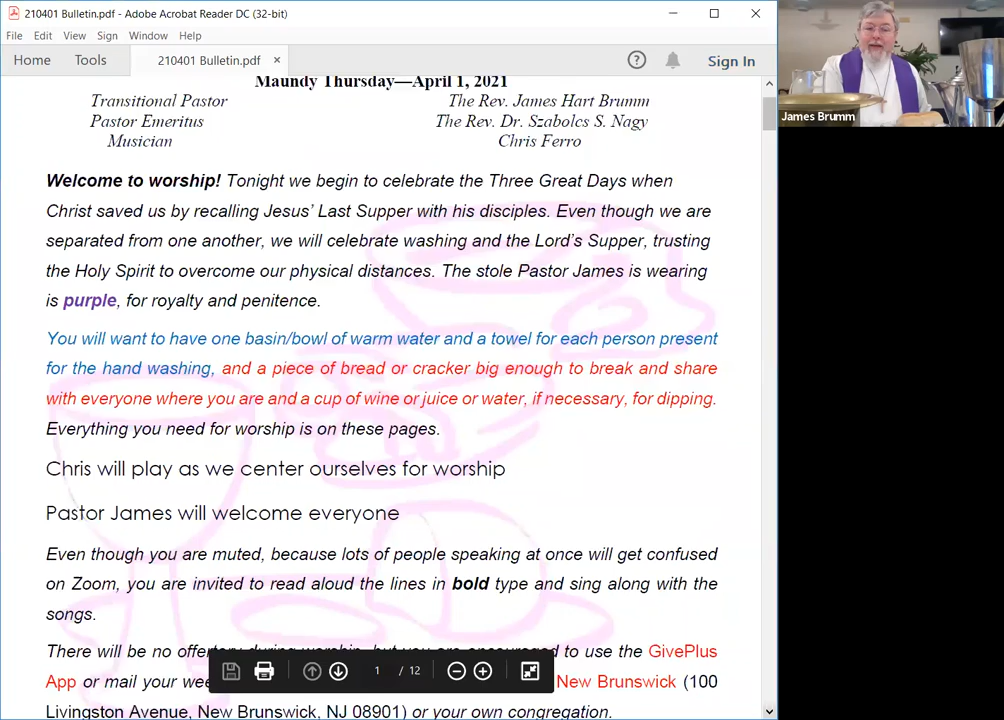 210401 Bulletin.pdf - Adobe Acrobat Reader DC (32-bit)
File Edit View Sign Window Help
Home Tools 210401 Bulletin.pdf × Sign In
Maundy Thursday—April 1, 2021
Transitional Pastor The Rev. James Hart Brumm
Pastor Emeritus The Rev. Dr. Szabolcs S. Nagy
Musician Chris Ferro
Welcome to worship! Tonight we begin to celebrate the Three Great Days when
Christ saved us by recalling Jesus' Last Supper with his disciples. Even though we are
separated from one another, we will celebrate washing and the Lord's Supper, trusting
the Holy Spirit to overcome our physical distances. The stole Pastor James is wearing
is purple, for royalty and penitence.
You will want to have one basin/bowl of warm water and a towel for each person present
for the hand washing, and a piece of bread or cracker big enough to break and share
with everyone where you are and a cup of wine or juice or water, if necessary, for dipping.
Everything you need for worship is on these pages.
Chris will play as we center ourselves for worship
Pastor James will welcome everyone
Even though you are muted, because lots of people speaking at once will get confused
on Zoom, you are invited to read aloud the lines in bold type and sing along with the
songs.
There will be no offertory during worship, but you are encouraged to use the GivePlus
App or mail your New Brunswick (100
Livingston Avenue, New Brunswick, NJ 08901) or your own congregation.
1 / 12
James Brumm